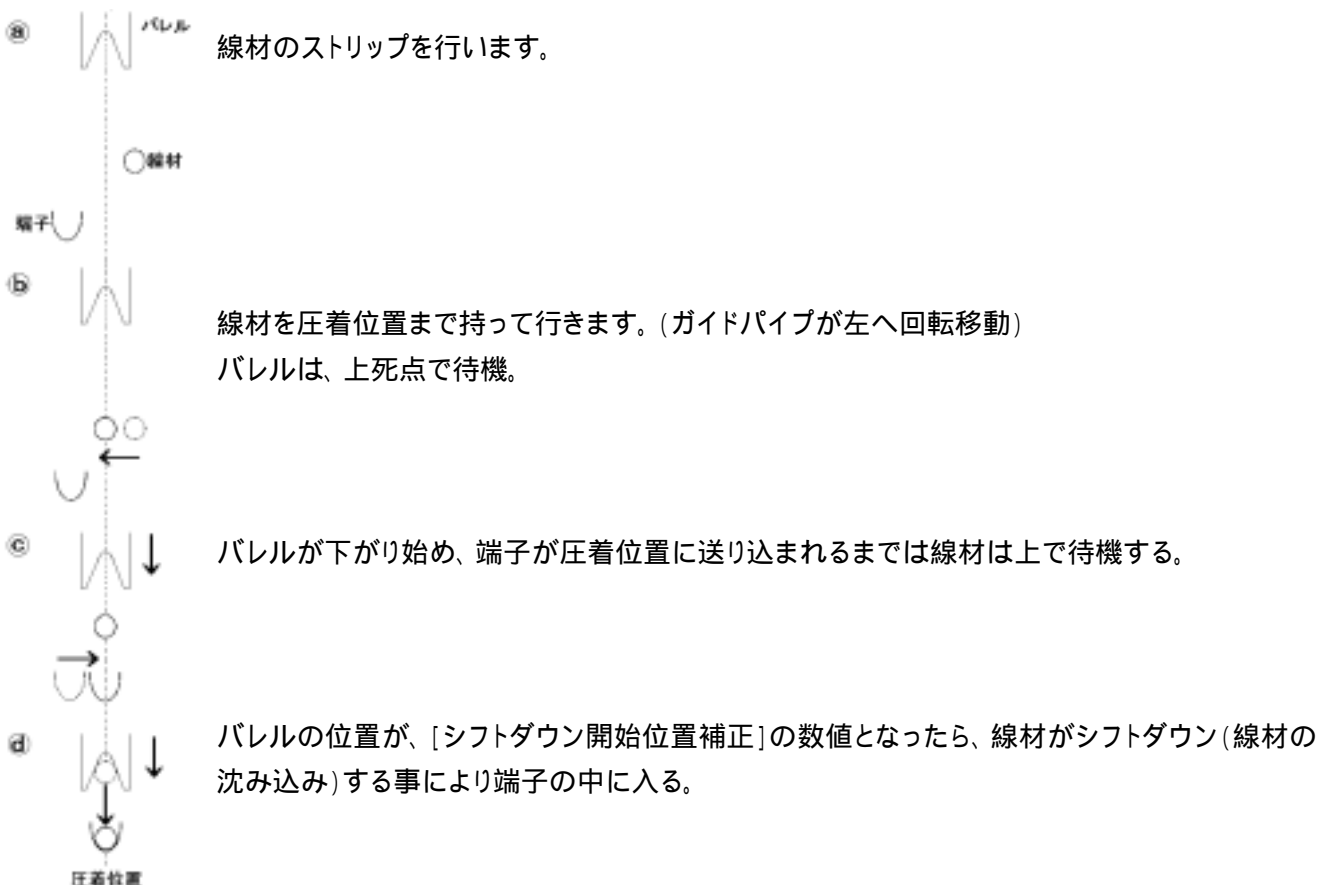 ⓐ
バレル
線材のストリップを行います。
線材
端子
ⓑ
線材を圧着位置まで持って行きます。(ガイドパイプが左へ回転移動)
バレルは、上死点で待機。
ⓒ
バレルが下がり始め、端子が圧着位置に送り込まれるまでは線材は上で待機する。
ⓓ
バレルの位置が、[シフトダウン開始位置補正]の数値となったら、線材がシフトダウン(線材の
沈み込み)する事により端子の中に入る。
圧着位置